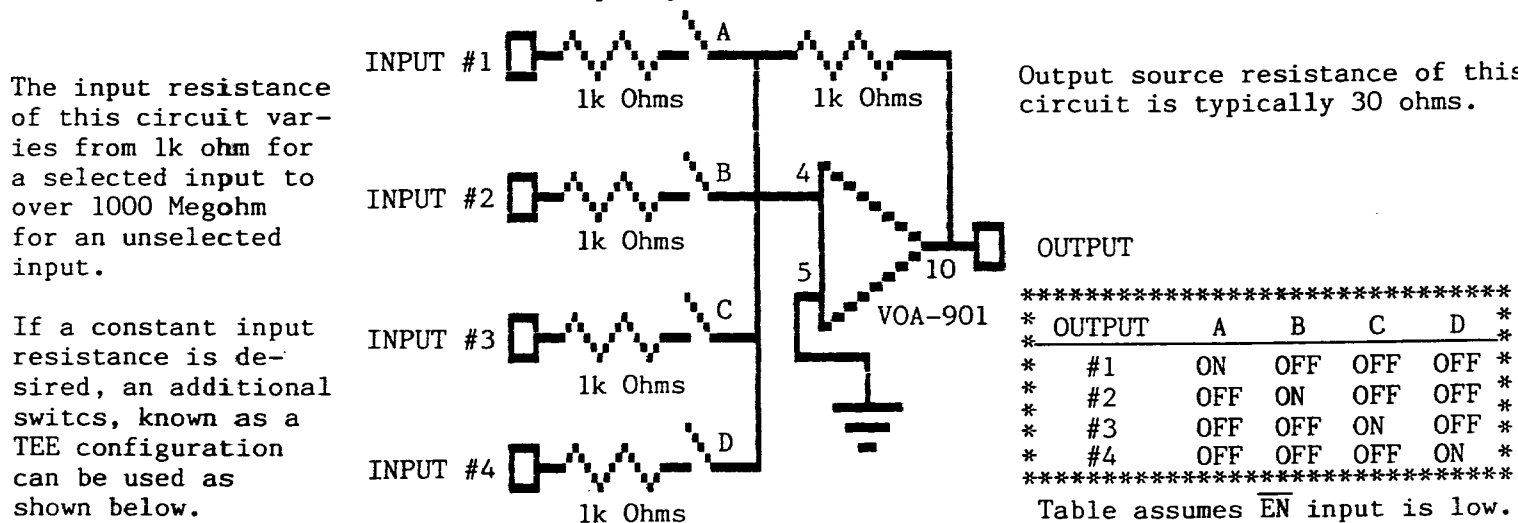 The input resistance
of this circuit var-
ies from 1k ohm for
a selected input to
over 1000 Megohm
for an unselected
input.
If a constant input
resistance is de-
sired, an additional
switcs, known as a
TEE configuration
can be used as
shown below.
INPUT #1
A
1k Ohms
1k Ohms
INPUT #2
B
4
1k Ohms
5
10
VOA-901
OUTPUT
INPUT #3
C
1k Ohms
INPUT #4
D
1k Ohms
Output source resistance of this
circuit is typically 30 ohms.
*******************************
* OUTPUT A B C D *
* #1 ON OFF OFF OFF *
* #2 OFF ON OFF OFF *
* #3 OFF OFF ON OFF *
* #4 OFF OFF OFF ON *
*******************************
Table assumes E̅N̅ input is low.